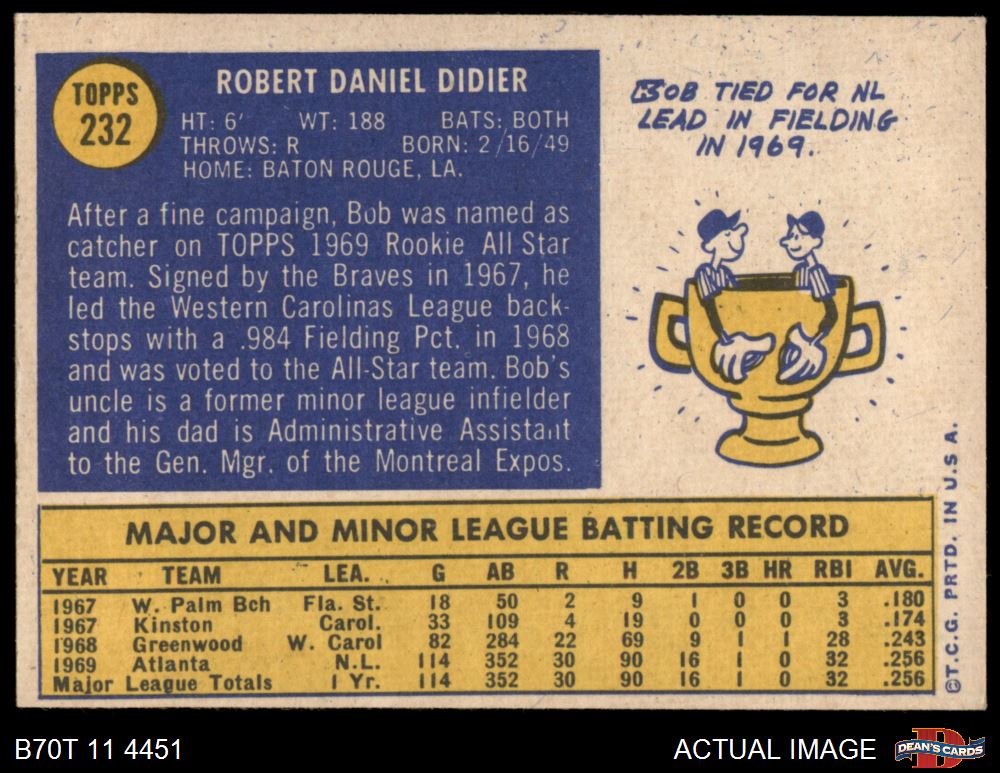 TOPPS
232
ROBERT DANIEL DIDIER
HT: 6' WT: 188 BATS: BOTH
THROWS: R BORN: 2/16/49
HOME: BATON ROUGE, LA.
After a fine campaign, Bob was named as
catcher on TOPPS 1969 Rookie All Star
team. Signed by the Braves in 1967, he
led the Western Carolinas League back-
stops with a .984 Fielding Pct. in 1968
and was voted to the All-Star team. Bob's
uncle is a former minor league infielder
and his dad is Administrative Assistant
to the Gen. Mgr. of the Montreal Expos.
BOB TIED FOR NL
LEAD IN FIELDING
IN 1969.
MAJOR AND MINOR LEAGUE BATTING RECORD
YEAR TEAM LEA. G AB R H 2B 3B HR RBI AVG.
1967 W. Palm Bch Fla. St. 18 50 2 9 1 0 0 3 .180
1967 Kinston Carol. 33 109 4 19 0 0 0 3 .174
1968 Greenwood W. Carol 82 284 22 69 9 1 1 28 .243
1969 Atlanta N.L. 114 352 30 90 16 1 0 32 .256
Major League Totals 1 Yr. 114 352 30 90 16 1 0 32 .256
©T.C.G. PRTD. IN U.S.A.
B70T 11 4451
ACTUAL IMAGE
D
DEAN'S CARDS